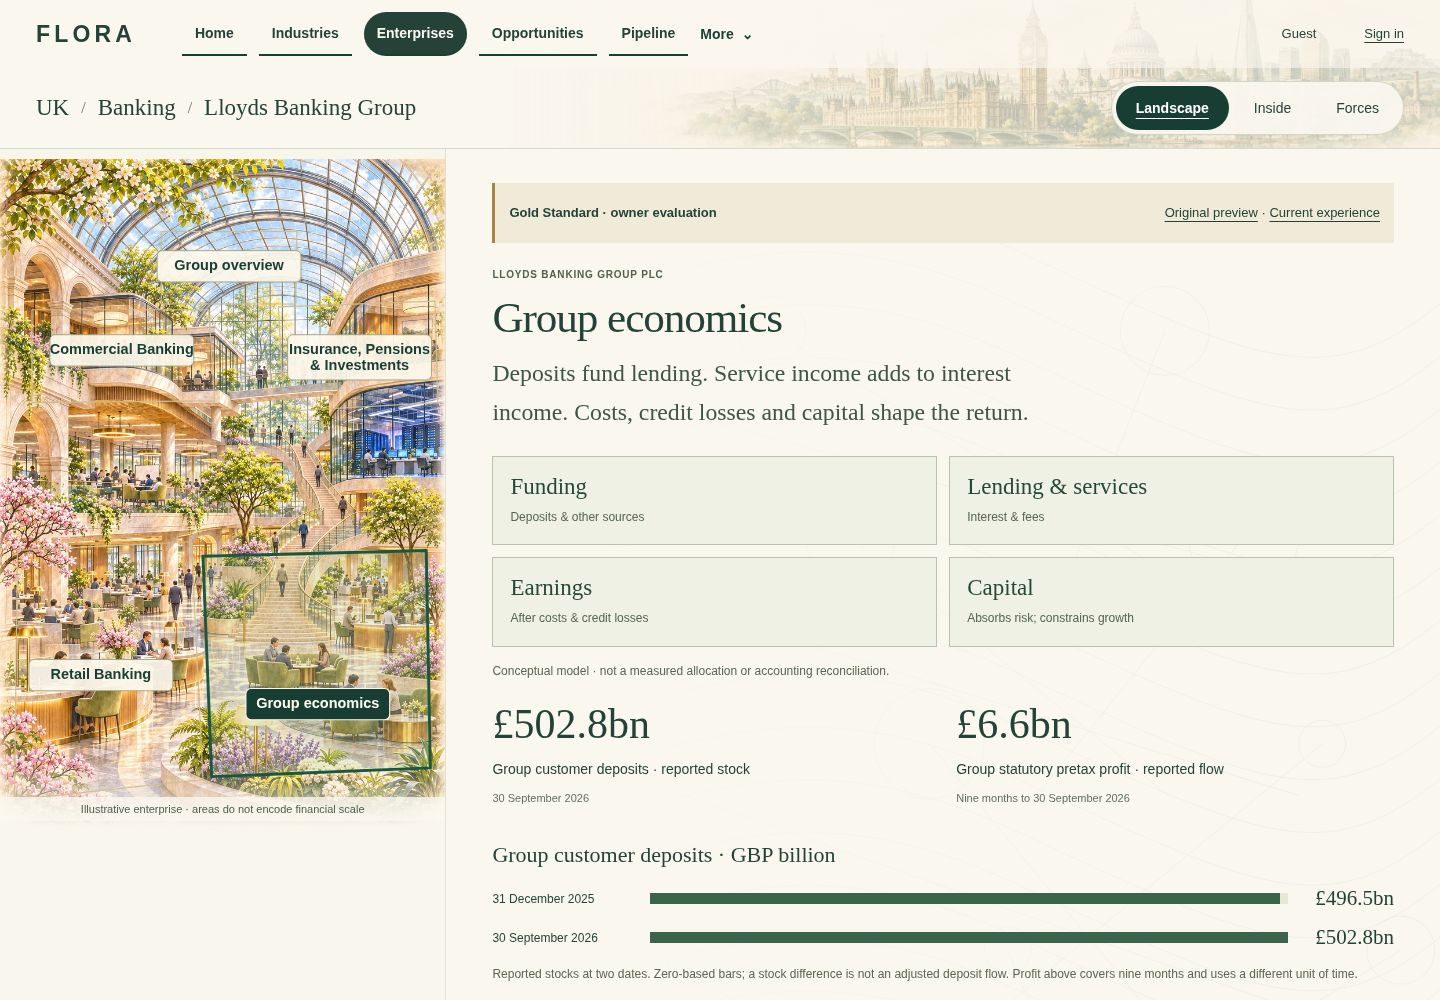 FLORA
Home
Industries
Enterprises
Opportunities
Pipeline
More
Guest
Sign in
UK / Banking / Lloyds Banking Group
Landscape
Inside
Forces
Group overview
Commercial Banking
Insurance, Pensions
& Investments
Retail Banking
Group economics
Illustrative enterprise · areas do not encode financial scale
Gold Standard · owner evaluation
Original preview · Current experience
LLOYDS BANKING GROUP PLC
Group economics
Deposits fund lending. Service income adds to interest
income. Costs, credit losses and capital shape the return.
Funding
Deposits & other sources
Lending & services
Interest & fees
Earnings
After costs & credit losses
Capital
Absorbs risk; constrains growth
Conceptual model · not a measured allocation or accounting reconciliation.
£502.8bn
Group customer deposits · reported stock
30 September 2026
£6.6bn
Group statutory pretax profit · reported flow
Nine months to 30 September 2026
Group customer deposits · GBP billion
31 December 2025
£496.5bn
30 September 2026
£502.8bn
Reported stocks at two dates. Zero-based bars; a stock difference is not an adjusted deposit flow. Profit above covers nine months and uses a different unit of time.